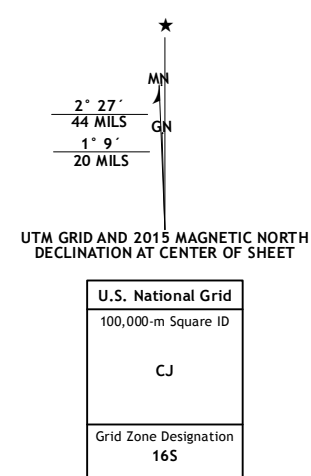 ★
MN
2° 27´
44 MILS
GN
1° 9´
20 MILS
UTM GRID AND 2015 MAGNETIC NORTH
DECLINATION AT CENTER OF SHEET
U.S. National Grid
100,000-m Square ID
CJ
Grid Zone Designation
16S